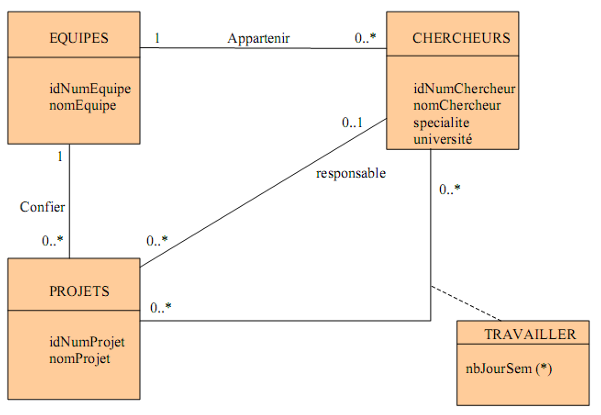 EQUIPES
1
Appartenir
0..*
CHERCHEURS
idNumEquipe
nomEquipe
idNumChercheur
nomChercheur
specialite
université
0..1
1
responsable
0..*
Confier
0..*
0..*
PROJETS
0..*
idNumProjet
nomProjet
TRAVAILLER
nbJourSem (*)